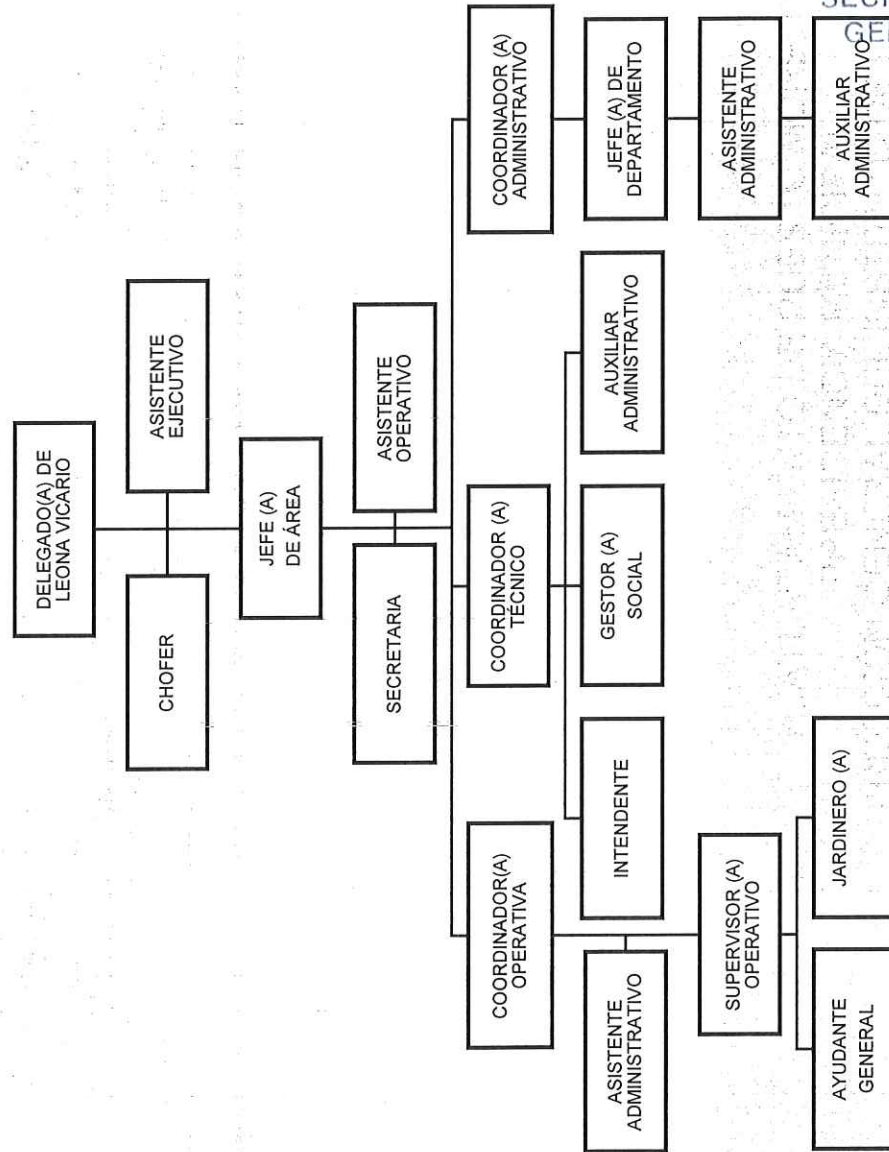 DELEGADO(A) DE
LEONA VICARIO
CHOFER
ASISTENTE
EJECUTIVO
JEFE (A)
DE ÁREA
SECRETARIA
ASISTENTE
OPERATIVO
COORDINADOR(A)
OPERATIVA
COORDINADOR (A)
TÉCNICO
COORDINADOR (A)
ADMINISTRATIVO
ASISTENTE
ADMINISTRATIVO
INTENDENTE
GESTOR (A)
SOCIAL
AUXILIAR
ADMINISTRATIVO
JEFE (A) DE
DEPARTAMENTO
SUPERVISOR (A)
OPERATIVO
ASISTENTE
ADMINISTRATIVO
AYUDANTE
GENERAL
JARDINERO (A)
AUXILIAR
ADMINISTRATIVO